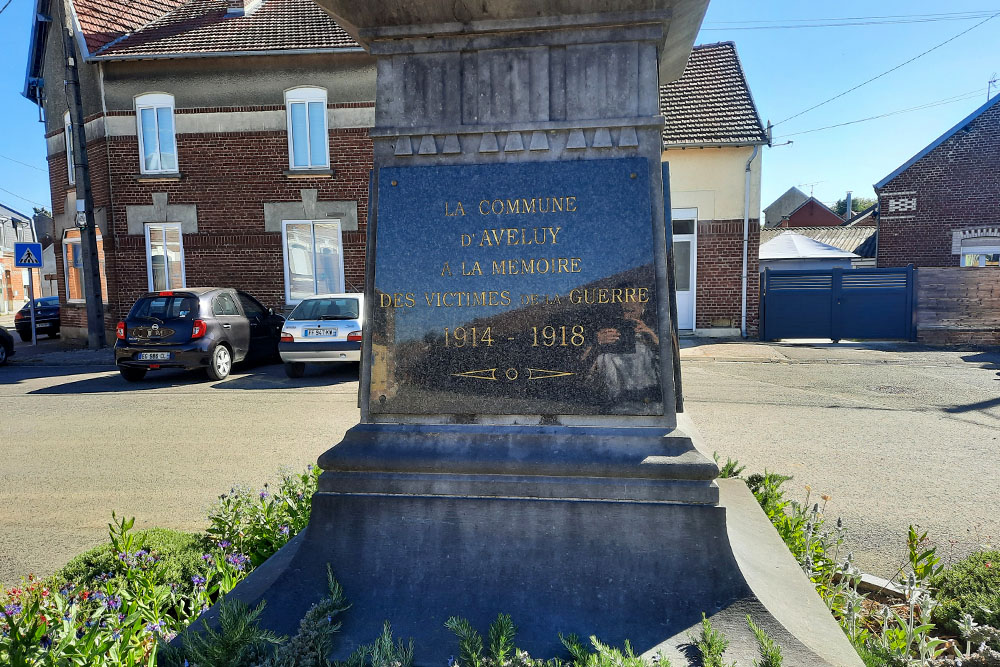 LA COMMUNE
D'AVELUY
A LA MEMOIRE
DES VICTIMES DE LA GUERRE
1914 - 1918